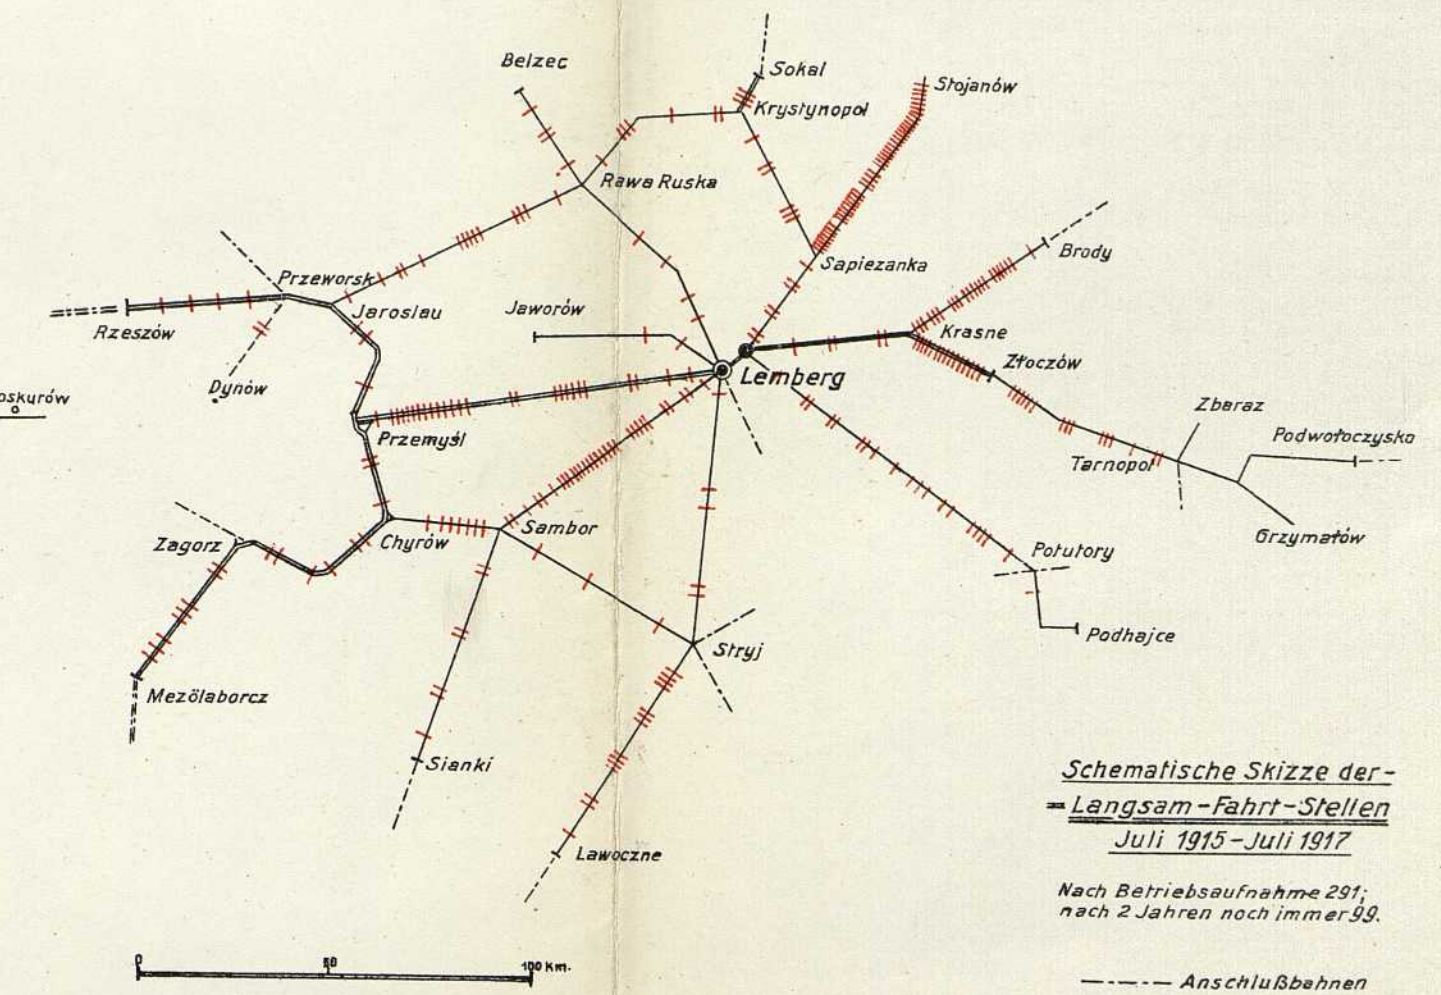 Belzec
Sokal
Krystynopol
Stojanów
Rawa Ruska
Sapiezanka
Brody
Przeworsk
Jaroslau
Jaworów
Krasne
Rzeszów
Złoczów
Lemberg
Dynów
oskurów
Zbaraz
Przemyśl
Podwołoczyska
Tarnopol
Sambor
Chyrów
Zagorz
Grzymałów
Potutory
Stryj
Podhajce
Mezölaborcz
Sianki
Lawoczne
Schematische Skizze der-
Langsam-Fahrt-Stellen
Juli 1915-Juli 1917
Nach Betriebsaufnahme 291;
nach 2 Jahren noch immer 99.
0 50 100 Km.
Anschlußbahnen